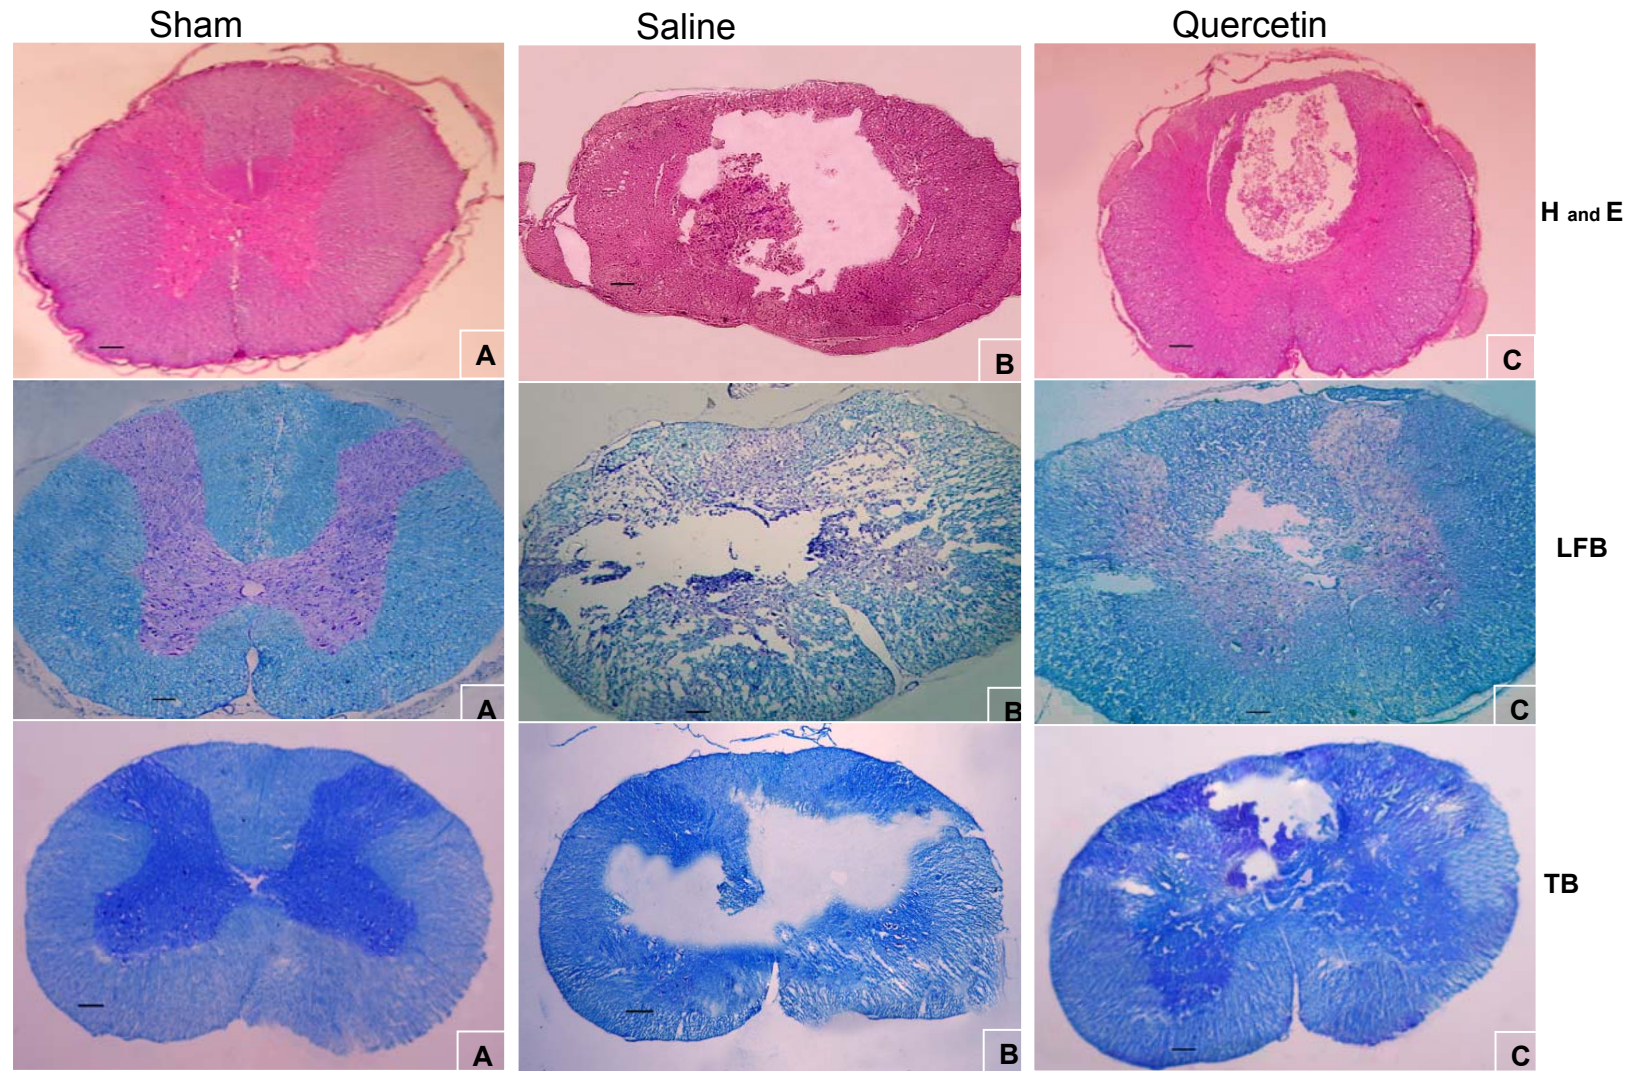 Sham Saline Quercetin
A B C H and E
A B C LFB
A B C TB